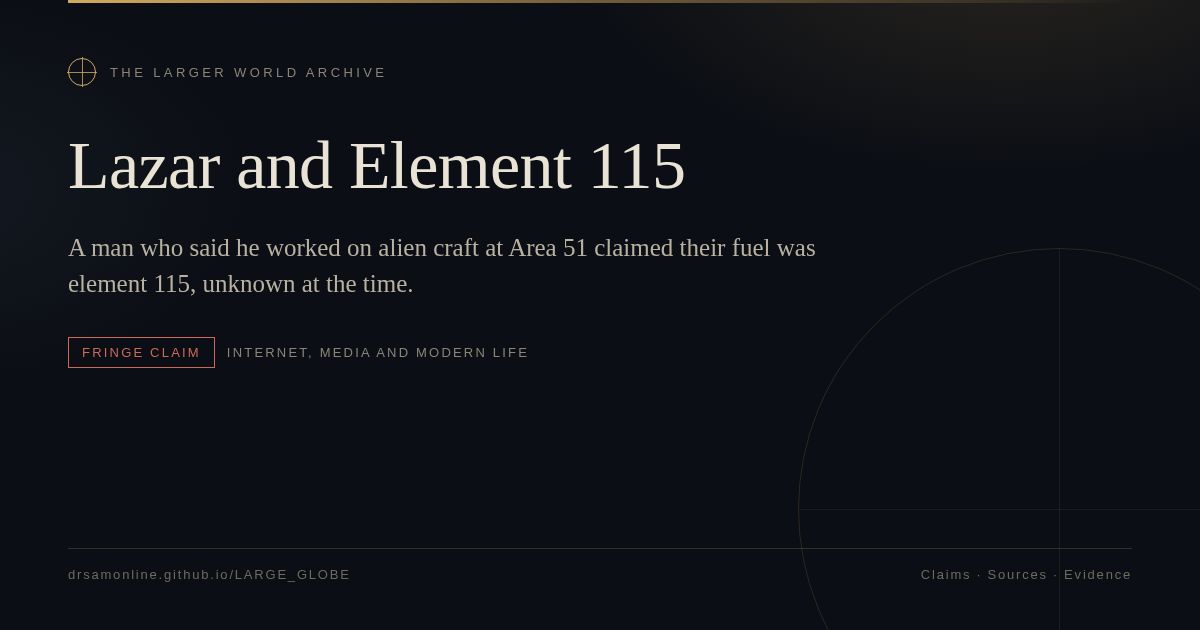 THE LARGER WORLD ARCHIVE
Lazar and Element 115
A man who said he worked on alien craft at Area 51 claimed their fuel was
element 115, unknown at the time.
FRINGE CLAIM INTERNET, MEDIA AND MODERN LIFE
drsamonline.github.io/LARGE_GLOBE
Claims · Sources · Evidence